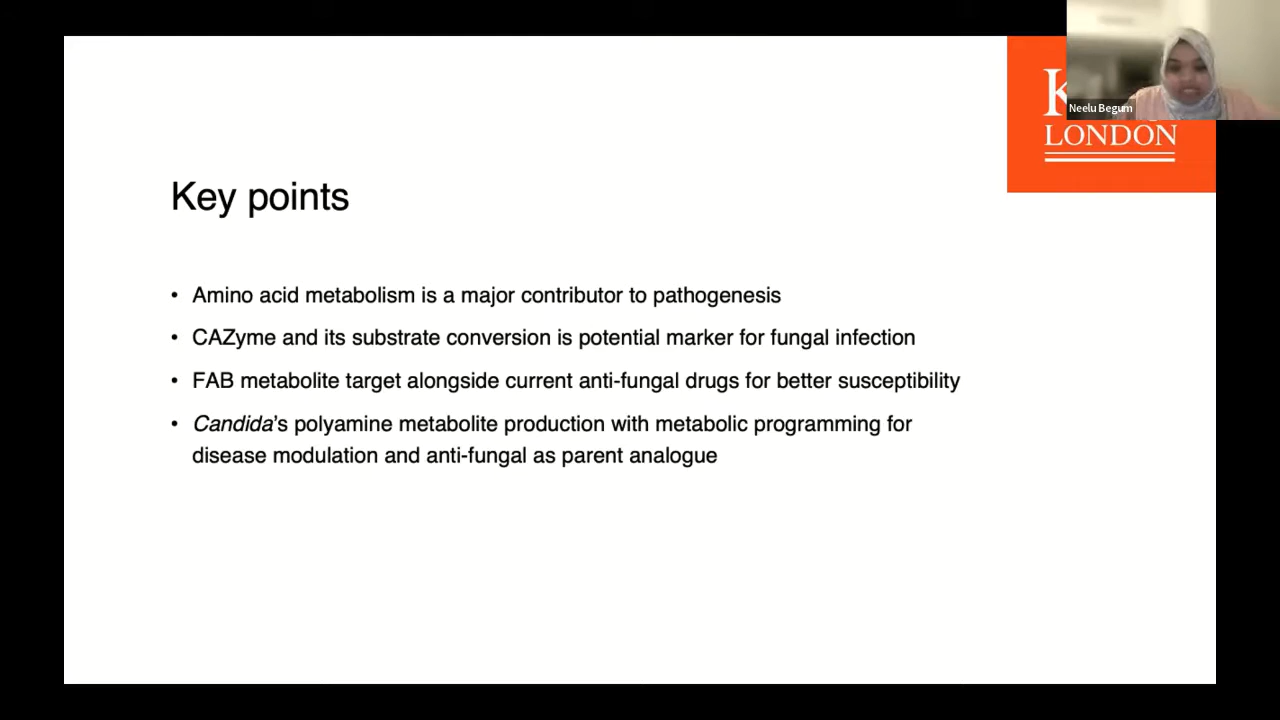 Neelu Begum
K
LONDON
Key points
• Amino acid metabolism is a major contributor to pathogenesis
• CAZyme and its substrate conversion is potential marker for fungal infection
• FAB metabolite target alongside current anti-fungal drugs for better susceptibility
• Candida's polyamine metabolite production with metabolic programming for
disease modulation and anti-fungal as parent analogue